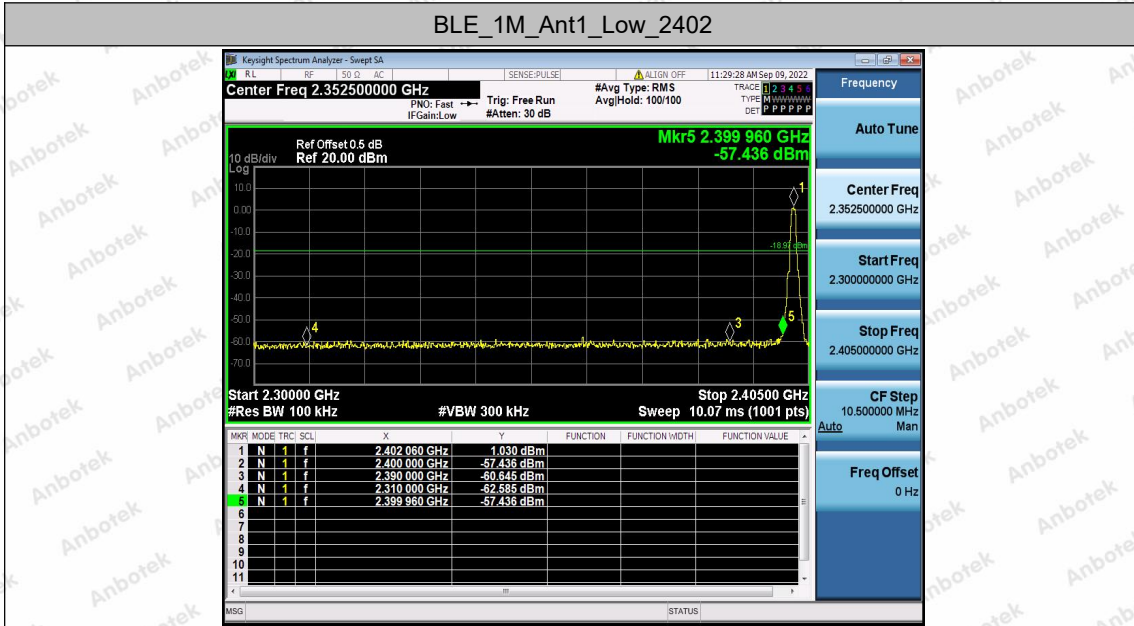 BLE_1M_Ant1_Low_2402
Keysight Spectrum Analyzer - Swept SA
LXI RL RF 50 Ω AC SENSE:PULSE ALIGN OFF 11:29:28 AM Sep 09, 2022
Center Freq 2.352500000 GHz
PNO: Fast
IFGain:Low
Trig: Free Run
#Atten: 30 dB
#Avg Type: RMS
Avg|Hold: 100/100
TRACE 1 2 3 4 5 6
TYPE M WWWWW
DET P P P P P P
Ref Offset 0.5 dB
Ref 20.00 dBm
10 dB/div
Log
Mkr5 2.399 960 GHz
-57.436 dBm
10.0
0.00
-10.0
-20.0
-30.0
-40.0
-50.0
-60.0
-70.0
-18.97 dBm
1
3
4
5
Start 2.30000 GHz Stop 2.40500 GHz
#Res BW 100 kHz #VBW 300 kHz Sweep 10.07 ms (1001 pts)
MKR MODE TRC SCL X Y FUNCTION FUNCTION WIDTH FUNCTION VALUE
1 N 1 f 2.402 060 GHz 1.030 dBm
2 N 1 f 2.400 000 GHz -57.436 dBm
3 N 1 f 2.390 000 GHz -60.645 dBm
4 N 1 f 2.310 000 GHz -62.585 dBm
5 N 1 f 2.399 960 GHz -57.436 dBm
6
7
8
9
10
11
MSG STATUS
Frequency
Auto Tune
Center Freq
2.352500000 GHz
Start Freq
2.300000000 GHz
Stop Freq
2.405000000 GHz
CF Step
10.500000 MHz
Auto Man
Freq Offset
0 Hz
Anbotek